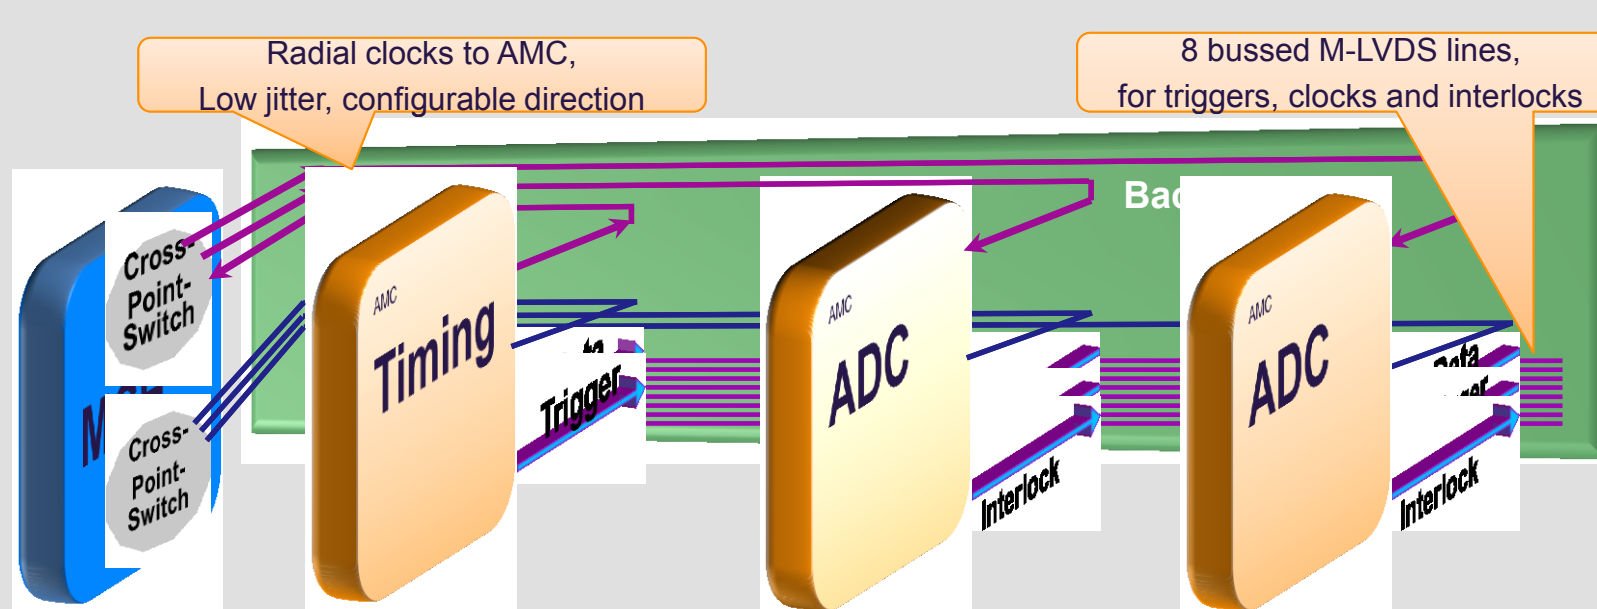 Radial clocks to AMC,
Low jitter, configurable direction
8 bussed M-LVDS lines,
for triggers, clocks and interlocks
Cross-
Point-
Switch
Cross-
Point-
Switch
AMC
Timing
Trigger
AMC
ADC
Interlock
AMC
ADC
Data
Interlock